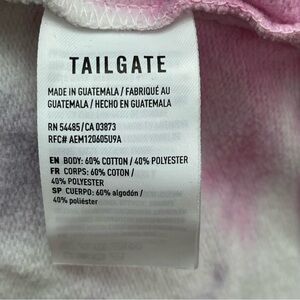 TAILGATE
MADE IN GUATEMALA / FABRIQUÉ AU
GUATEMALA / HECHO EN GUATEMALA
RN 54485/CA 03873
RFC# AEM120605U9A
EN BODY: 60% COTTON / 40% POLYESTER
FR CORPS: 60% COTON /
40% POLYESTER
SP CUERPO: 60% algodón /
40% poliéster